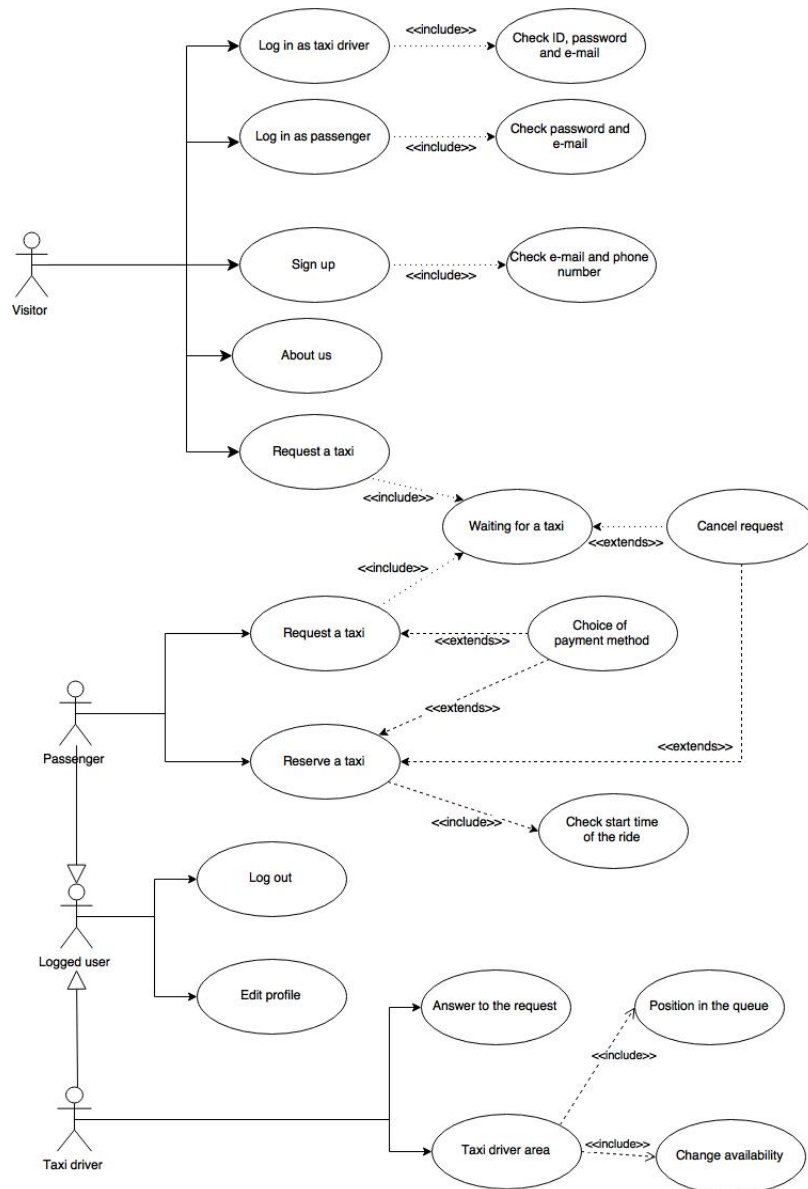 Log in as taxi driver
<<include>>
Check ID, password
and e-mail
Log in as passenger
<<include>>
Check password and
e-mail
Visitor
Sign up
<<include>>
Check e-mail and phone
number
About us
Request a taxi
<<include>>
Waiting for a taxi
<<extends>>
Cancel request
<<include>>
Request a taxi
<<extends>>
Choice of
payment method
<<extends>>
Passenger
Reserve a taxi
<<extends>>
<<include>>
Check start time
of the ride
Log out
Logged user
Edit profile
Answer to the request
Position in the queue
<<include>>
Taxi driver
Taxi driver area
<<include>>
Change availability